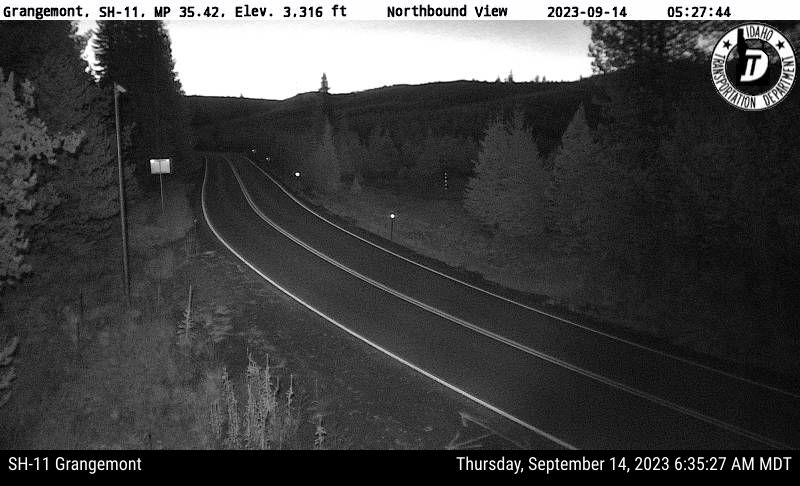 Grangemont, SH-11, MP 35.42, Elev. 3,316 ft Northbound View 2023-09-14 05:27:44
IDAHO
TRANSPORTATION DEPARTMENT
SH-11 Grangemont Thursday, September 14, 2023 6:35:27 AM MDT